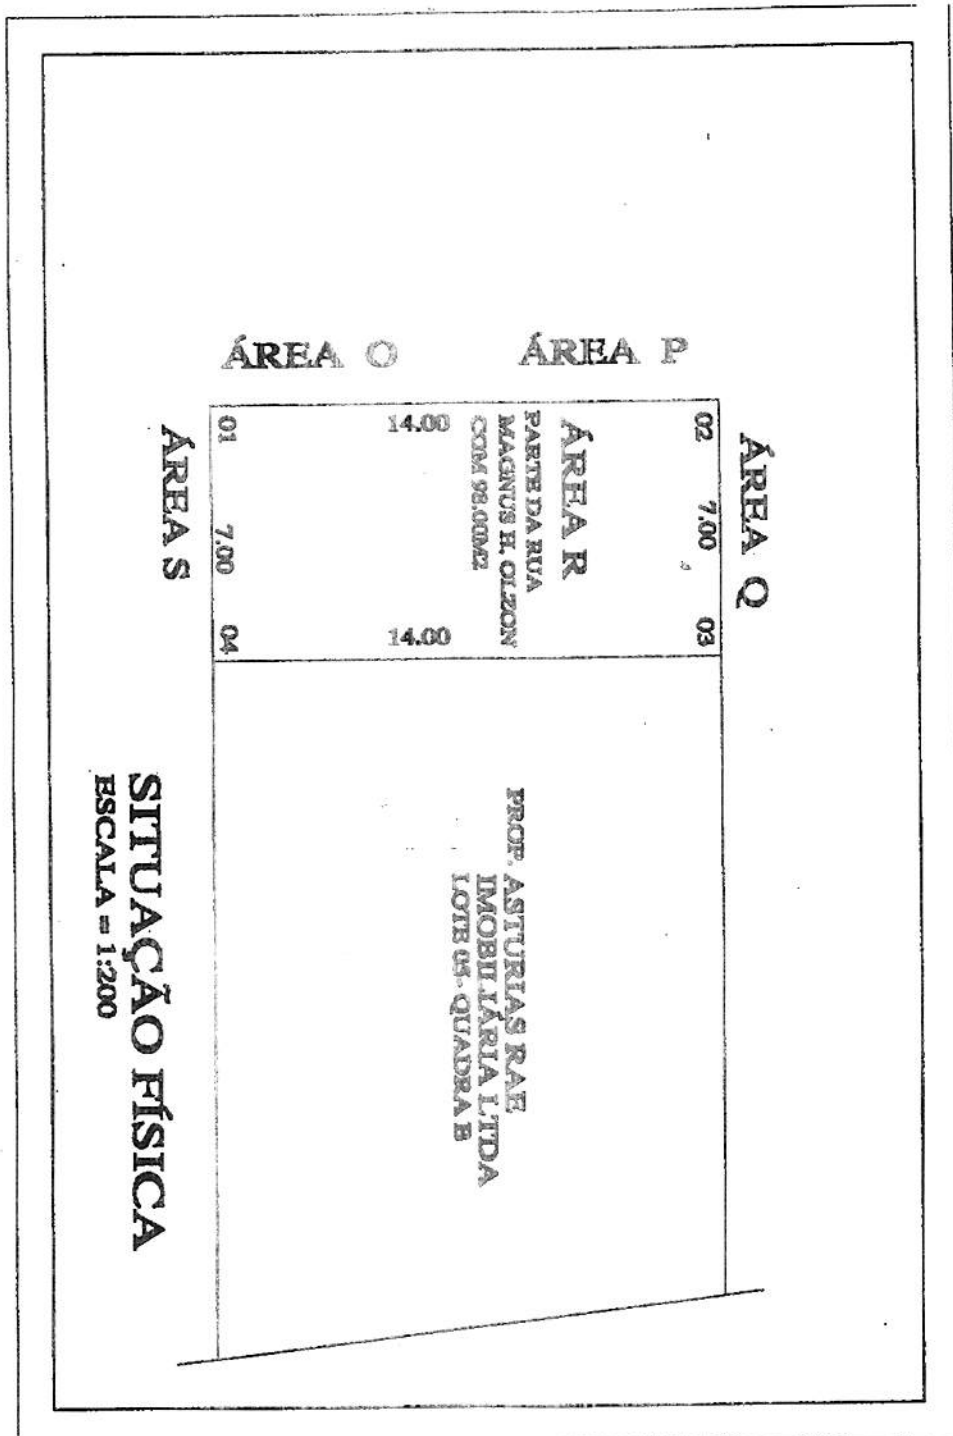 ÁREA O
ÁREA P
ÁREA Q
02
7.00
03
ÁREA R
PARTE DA RUA
MAGNUS H. OLZON
COM 98.00M2
14.00
14.00
01
7.00
04
ÁREA S
PROP. ASTURIAS RAE
IMOBILIÁRIA LTDA
LOTE 05- QUADRA B
SITUAÇÃO FÍSICA
ESCALA = 1:200